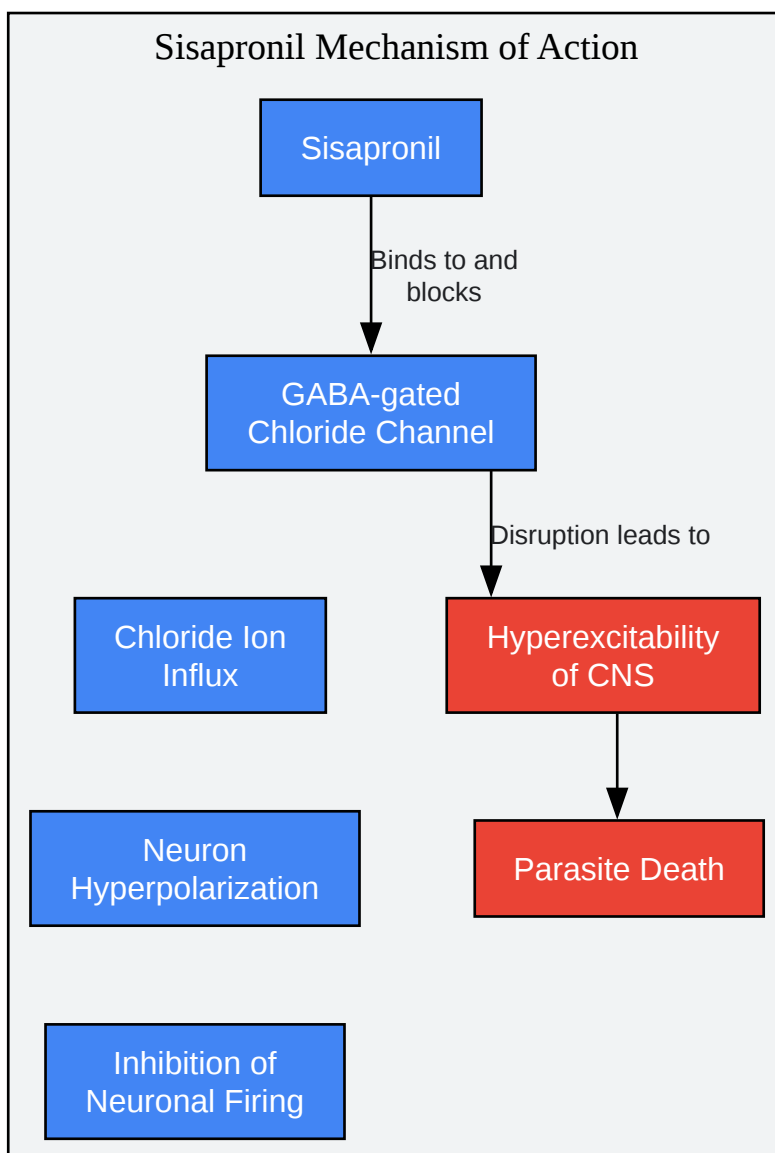 Sisapronil Mechanism of Action
Sisapronil
Binds to and
blocks
GABA-gated
Chloride Channel
Disruption leads to
Chloride Ion
Influx
Hyperexcitability
of CNS
Neuron
Hyperpolarization
Parasite Death
Inhibition of
Neuronal Firing